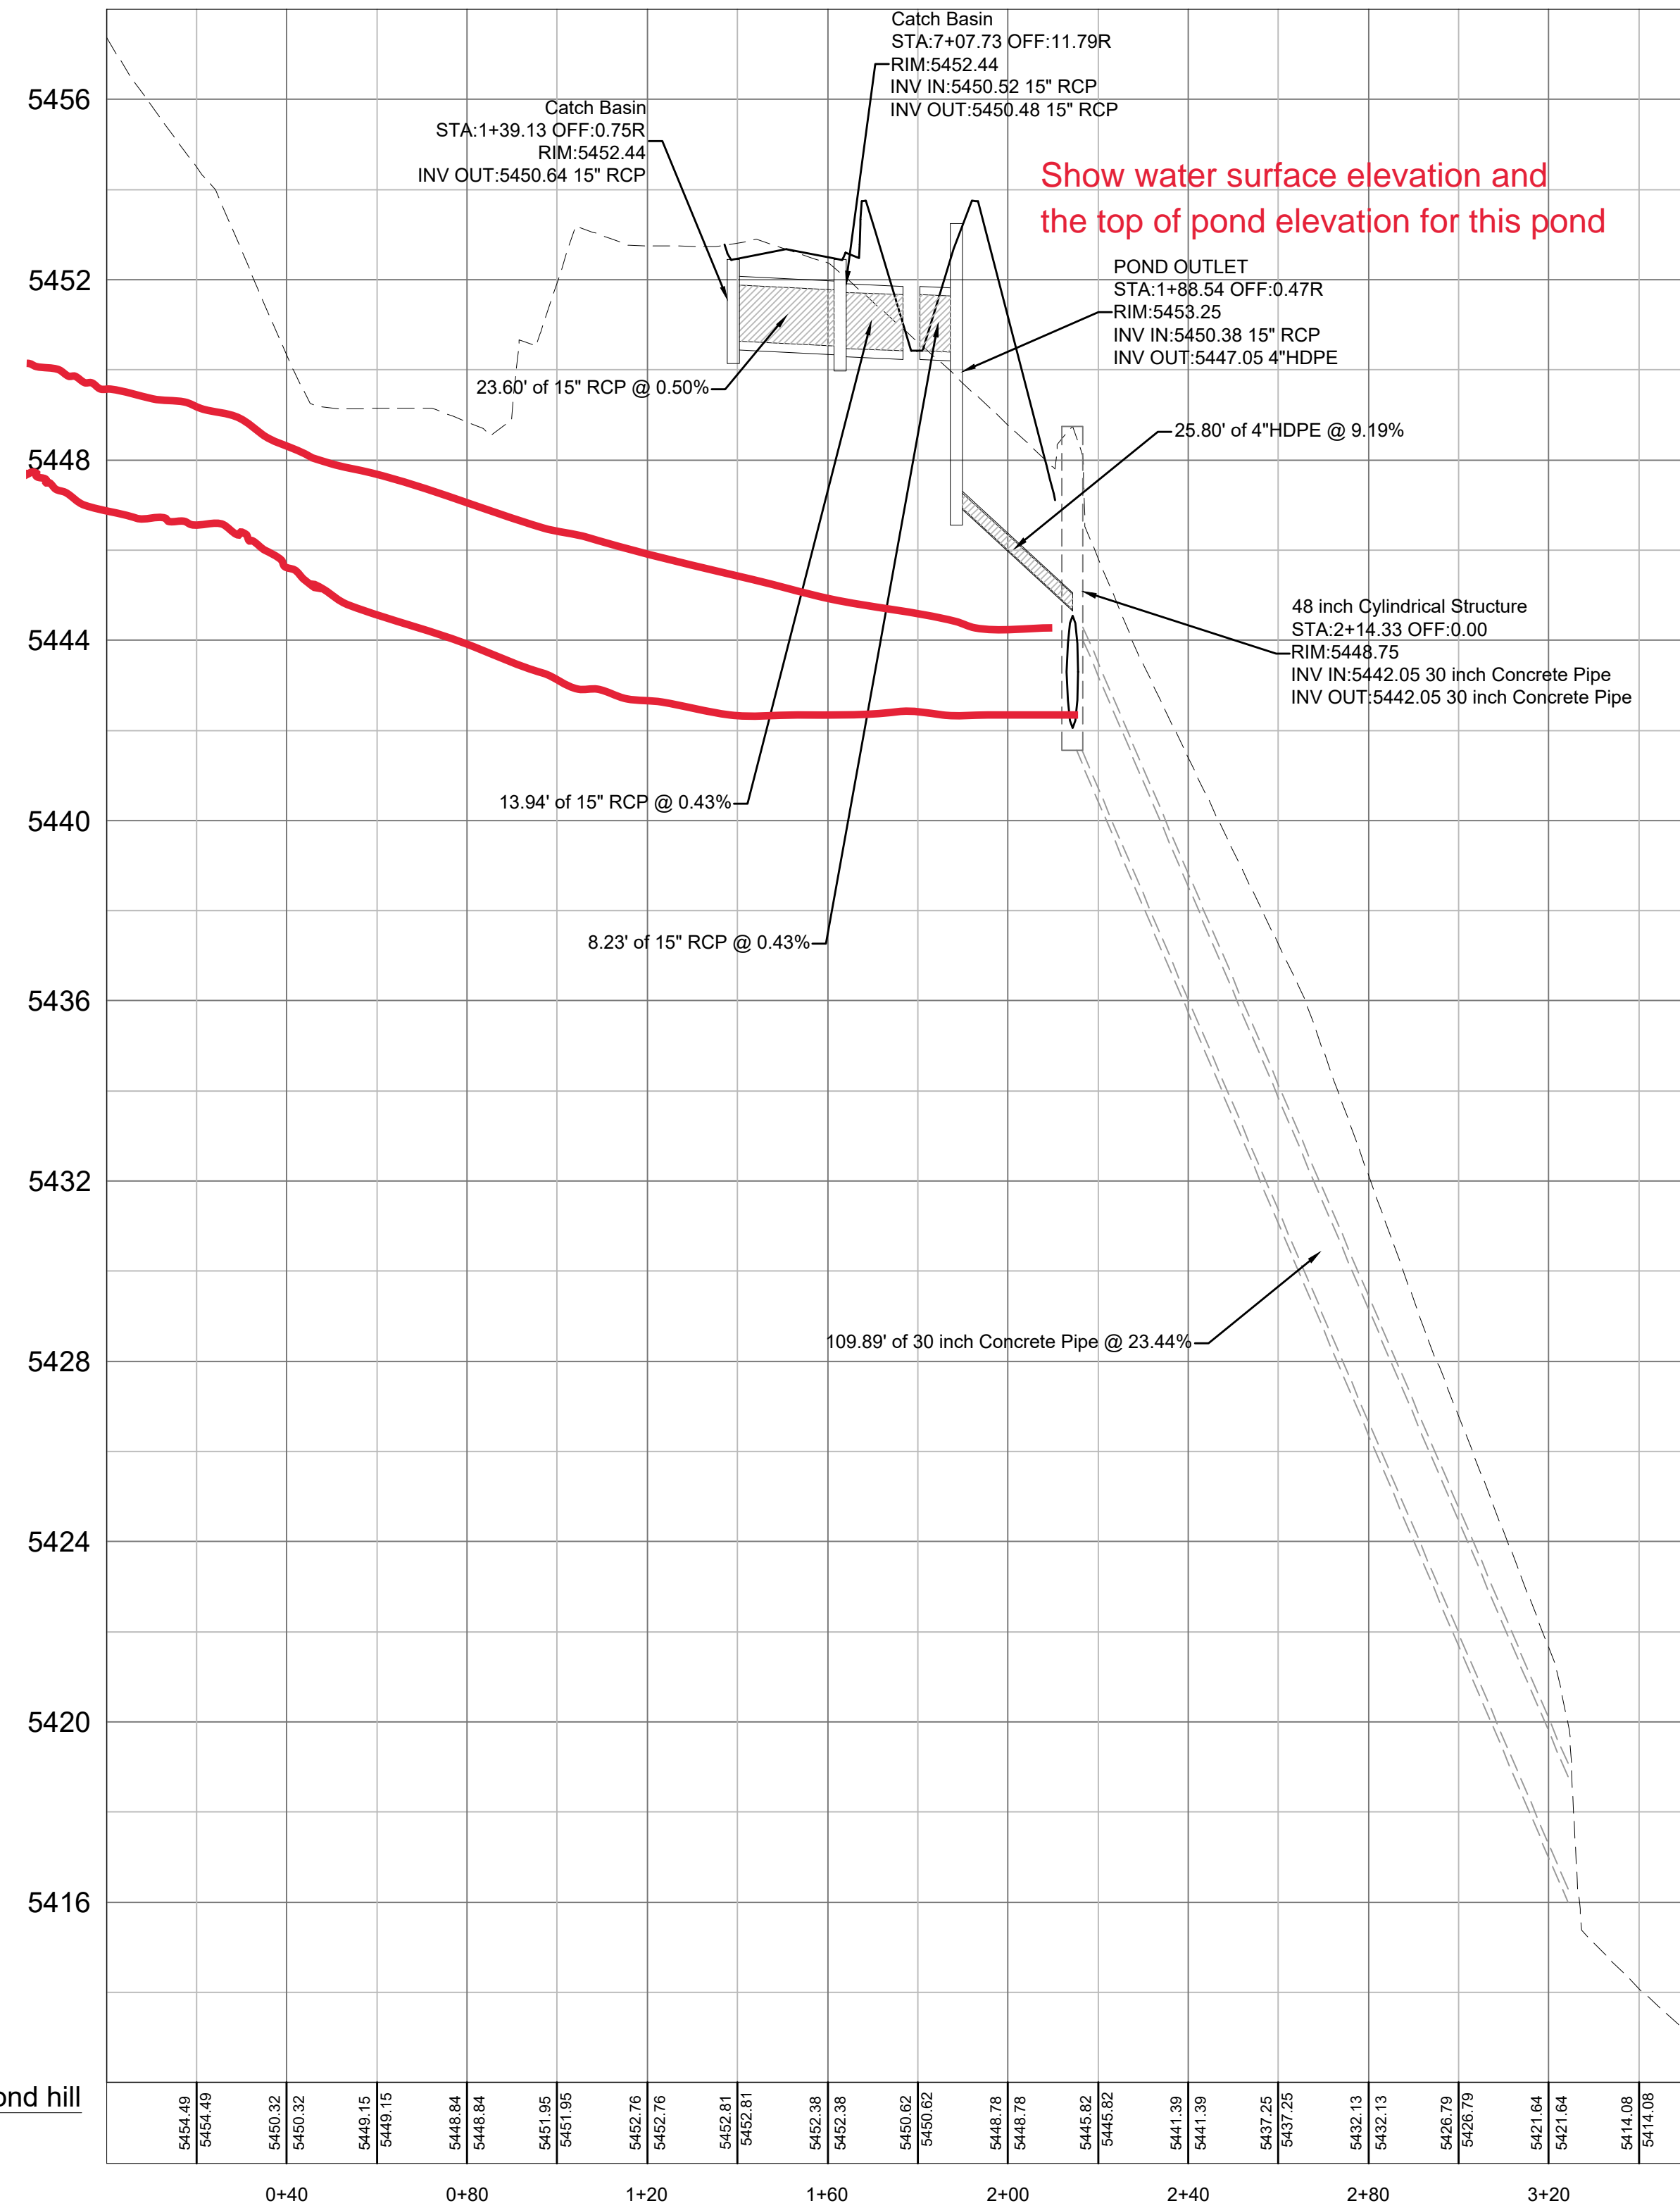 Catch Basin
STA:7+07.73 OFF:11.79R
RIM:5452.44
INV IN:5450.52 15" RCP
INV OUT:5450.48 15" RCP
5456
Catch Basin
STA:1+39.13 OFF:0.75R
RIM:5452.44
INV OUT:5450.64 15" RCP
Show water surface elevation and
the top of pond elevation for this pond
5452
POND OUTLET
STA:1+88.54 OFF:0.47R
RIM:5453.25
INV IN:5450.38 15" RCP
INV OUT:5447.05 4"HDPE
23.60' of 15" RCP @ 0.50%
25.80' of 4"HDPE @ 9.19%
5448
48 inch Cylindrical Structure
STA:2+14.33 OFF:0.00
RIM:5448.75
INV IN:5442.05 30 inch Concrete Pipe
INV OUT:5442.05 30 inch Concrete Pipe
5444
13.94' of 15" RCP @ 0.43%
5440
8.23' of 15" RCP @ 0.43%
5436
5432
109.89' of 30 inch Concrete Pipe @ 23.44%
5428
5424
5420
5416
ond hill
5454.49
5454.49
5450.32
5450.32
5449.15
5449.15
5448.84
5448.84
5451.95
5451.95
5452.76
5452.76
5452.81
5452.81
5452.38
5452.38
5450.62
5450.62
5448.78
5448.78
5445.82
5445.82
5441.39
5441.39
5437.25
5437.25
5432.13
5432.13
5426.79
5426.79
5421.64
5421.64
5414.08
5414.08
0+40
0+80
1+20
1+60
2+00
2+40
2+80
3+20